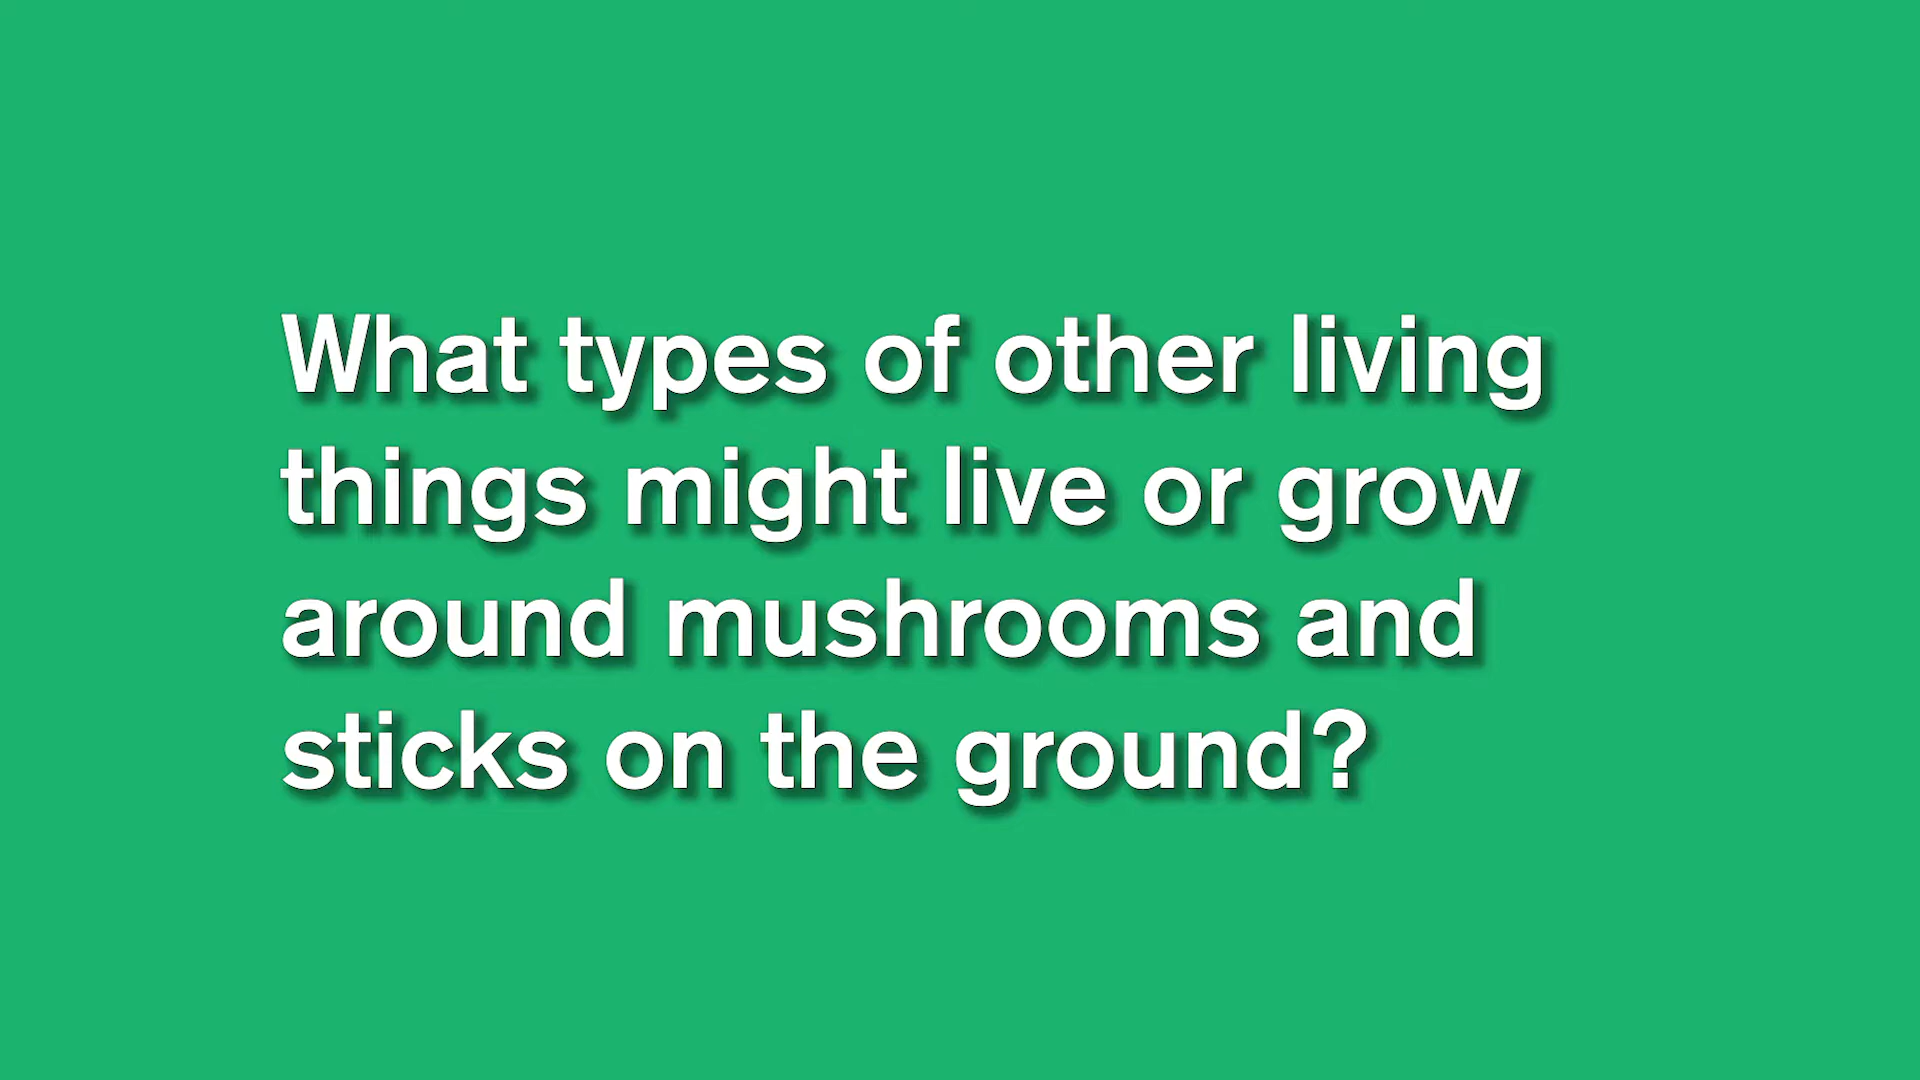 What types of other living
things might live or grow
around mushrooms and
sticks on the ground?